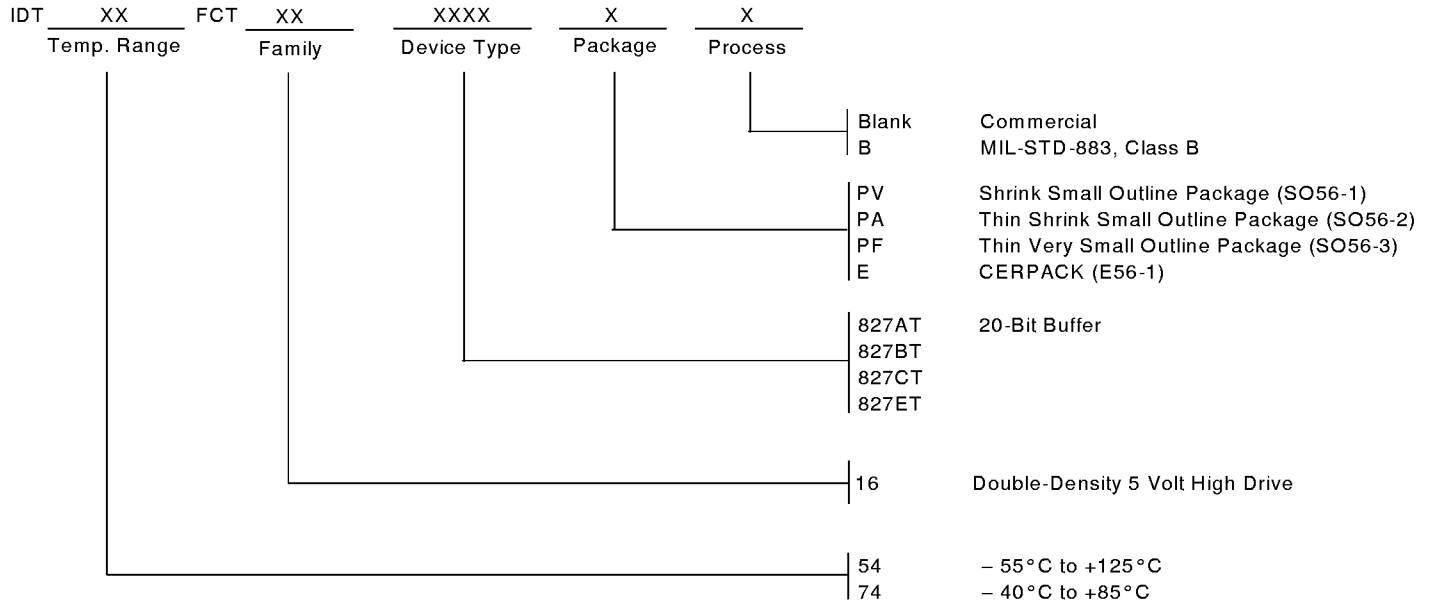 IDT XX FCT XX XXXX X X
Temp. Range Family Device Type Package Process
Blank Commercial
B MIL-STD-883, Class B
PV Shrink Small Outline Package (SO56-1)
PA Thin Shrink Small Outline Package (SO56-2)
PF Thin Very Small Outline Package (SO56-3)
E CERPACK (E56-1)
827AT 20-Bit Buffer
827BT
827CT
827ET
16 Double-Density 5 Volt High Drive
54 – 55°C to +125°C
74 – 40°C to +85°C